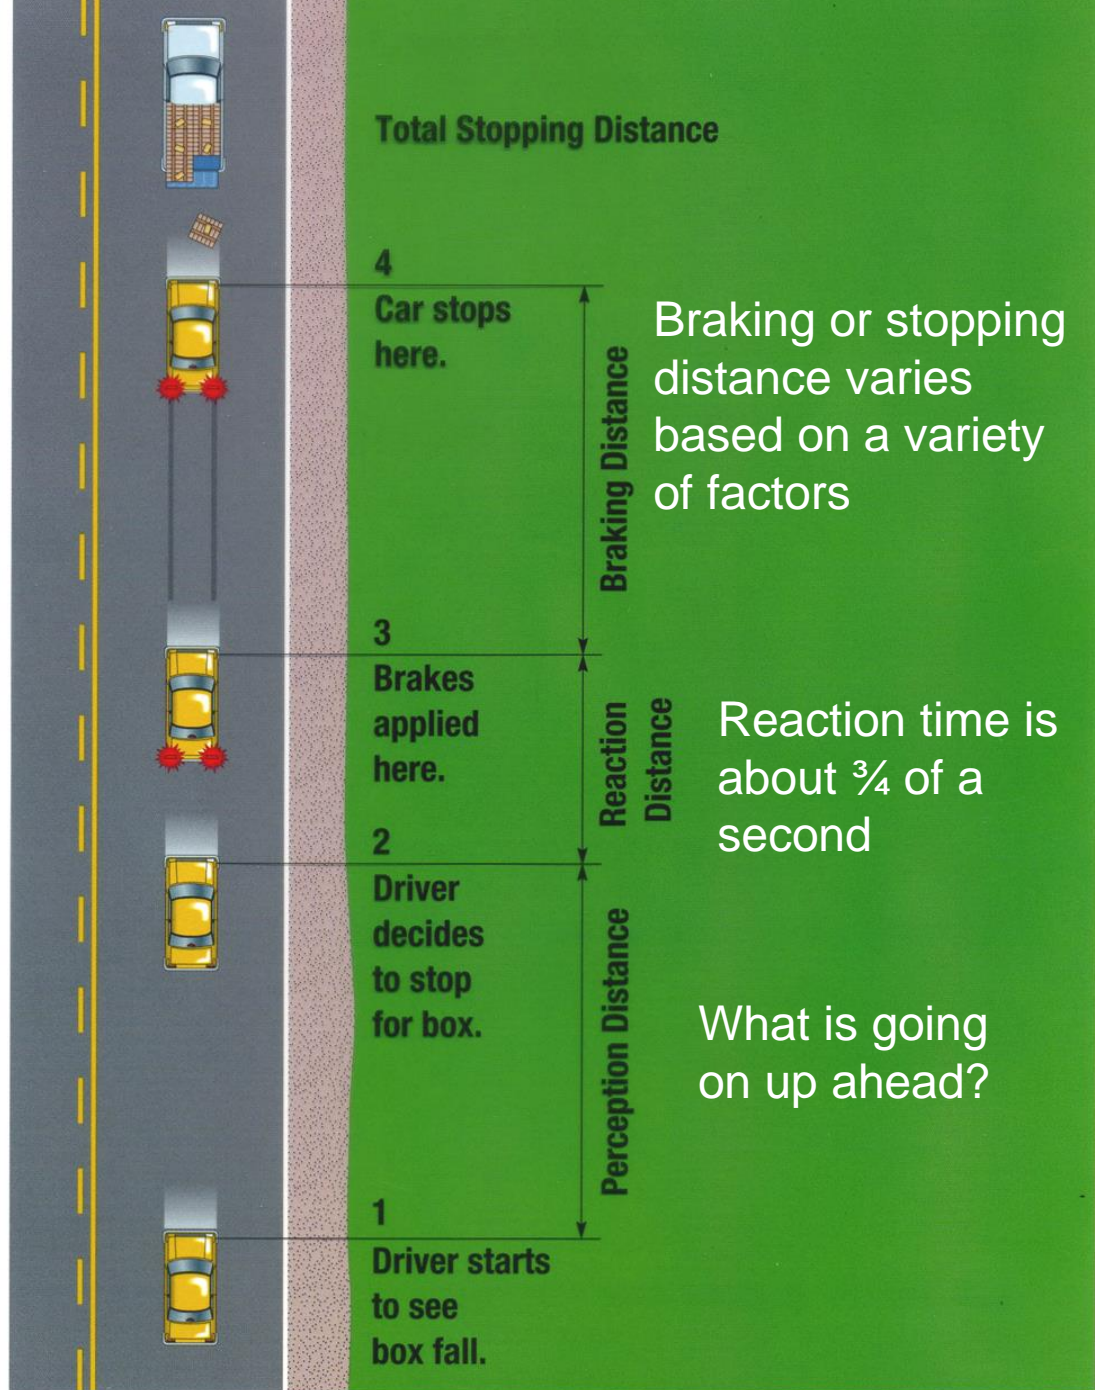 Total Stopping Distance
4
Car stops
here.
Braking Distance
Braking or stopping
distance varies
based on a variety
of factors
3
Brakes
applied
here.
Reaction
Distance
Reaction time is
about ¾ of a
second
2
Driver
decides
to stop
for box.
Perception Distance
What is going
on up ahead?
1
Driver starts
to see
box fall.